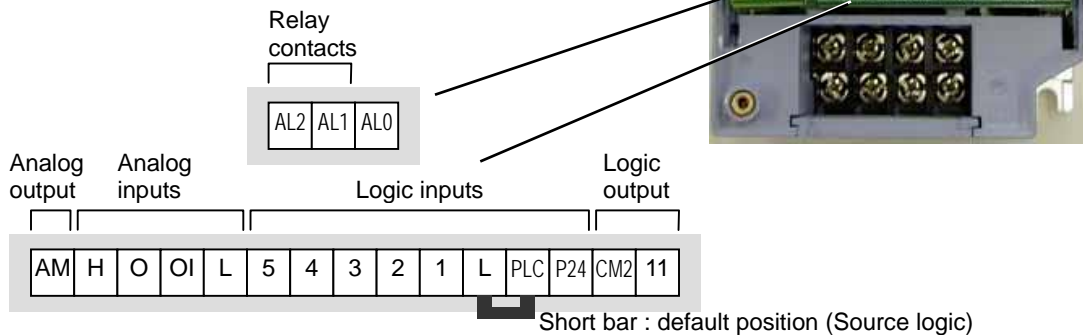 Relay
contacts
AL2 AL1 AL0
Analog
output
Analog
inputs
Logic inputs
Logic
output
AM H O OI L 5 4 3 2 1 L PLC P24 CM2 11
Short bar : default position (Source logic)